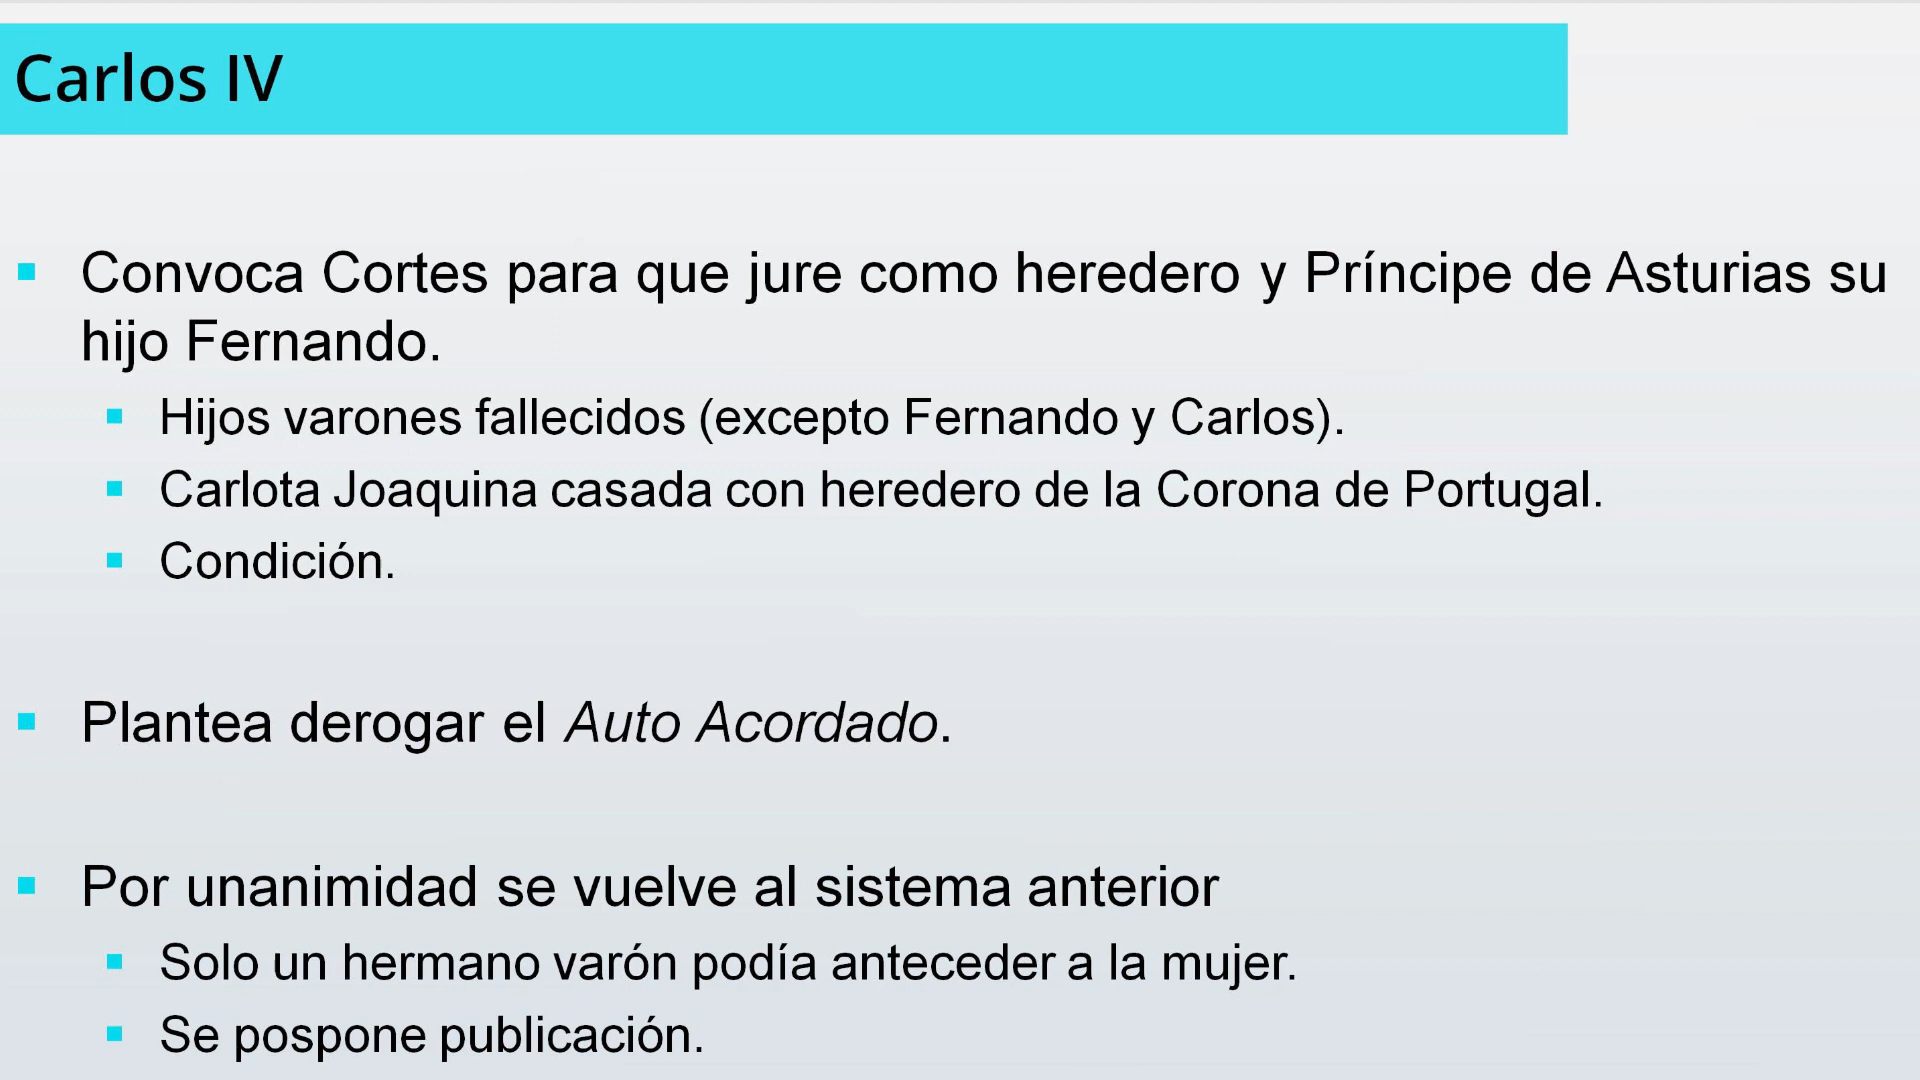 Carlos IV
Convoca Cortes para que jure como heredero y Príncipe de Asturias su
hijo Fernando.
Hijos varones fallecidos (excepto Fernando y Carlos).
Carlota Joaquina casada con heredero de la Corona de Portugal.
Condición.
Plantea derogar el Auto Acordado.
Por unanimidad se vuelve al sistema anterior
Solo un hermano varón podía anteceder a la mujer.
Se pospone publicación.